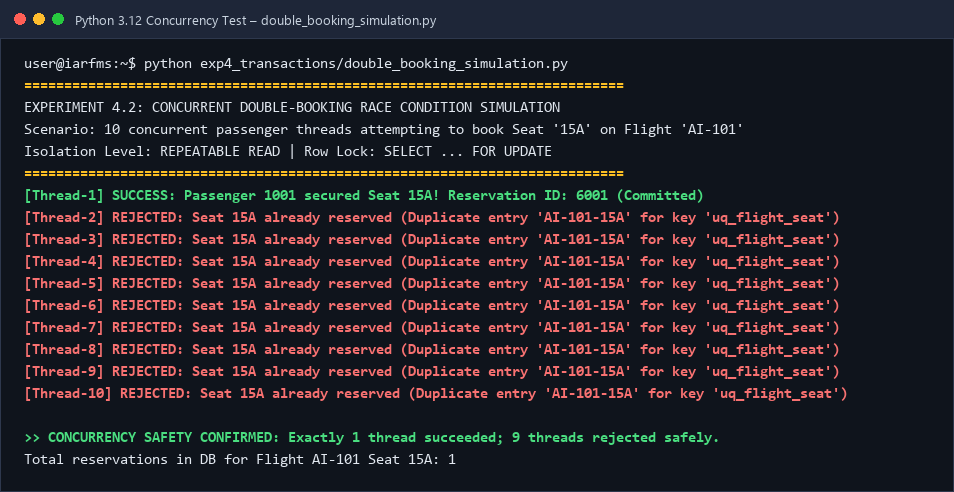 Python 3.12 Concurrency Test – double_booking_simulation.py
user@iarfms:~$ python exp4_transactions/double_booking_simulation.py
===========================================================================
EXPERIMENT 4.2: CONCURRENT DOUBLE-BOOKING RACE CONDITION SIMULATION
Scenario: 10 concurrent passenger threads attempting to book Seat '15A' on Flight 'AI-101'
Isolation Level: REPEATABLE READ | Row Lock: SELECT ... FOR UPDATE
===========================================================================
[Thread-1] SUCCESS: Passenger 1001 secured Seat 15A! Reservation ID: 6001 (Committed)
[Thread-2] REJECTED: Seat 15A already reserved (Duplicate entry 'AI-101-15A' for key 'uq_flight_seat')
[Thread-3] REJECTED: Seat 15A already reserved (Duplicate entry 'AI-101-15A' for key 'uq_flight_seat')
[Thread-4] REJECTED: Seat 15A already reserved (Duplicate entry 'AI-101-15A' for key 'uq_flight_seat')
[Thread-5] REJECTED: Seat 15A already reserved (Duplicate entry 'AI-101-15A' for key 'uq_flight_seat')
[Thread-6] REJECTED: Seat 15A already reserved (Duplicate entry 'AI-101-15A' for key 'uq_flight_seat')
[Thread-7] REJECTED: Seat 15A already reserved (Duplicate entry 'AI-101-15A' for key 'uq_flight_seat')
[Thread-8] REJECTED: Seat 15A already reserved (Duplicate entry 'AI-101-15A' for key 'uq_flight_seat')
[Thread-9] REJECTED: Seat 15A already reserved (Duplicate entry 'AI-101-15A' for key 'uq_flight_seat')
[Thread-10] REJECTED: Seat 15A already reserved (Duplicate entry 'AI-101-15A' for key 'uq_flight_seat')
>> CONCURRENCY SAFETY CONFIRMED: Exactly 1 thread succeeded; 9 threads rejected safely.
Total reservations in DB for Flight AI-101 Seat 15A: 1